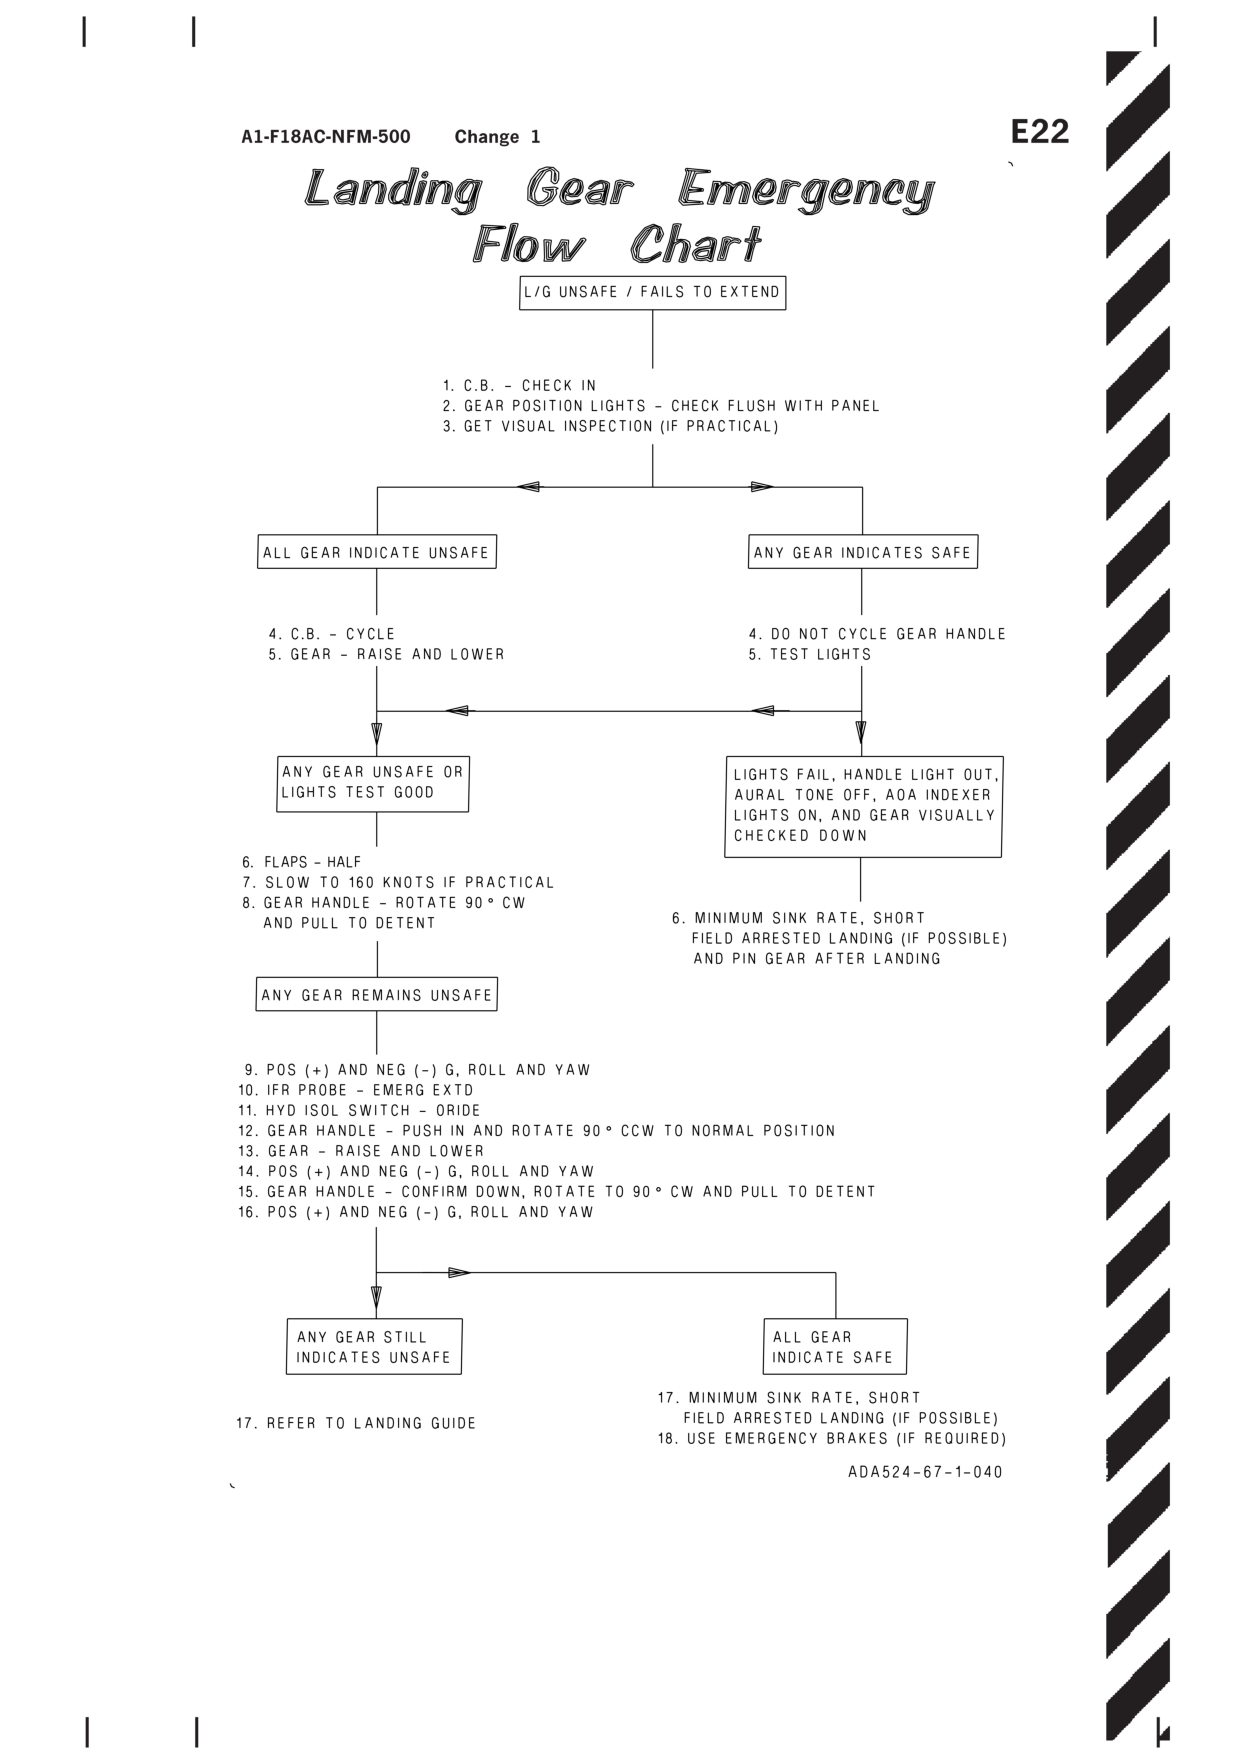 A1-F18AC-NFM-500 Change 1
E22
Landing Gear Emergency
Flow Chart
L/G UNSAFE / FAILS TO EXTEND
1. C.B. – CHECK IN
2. GEAR POSITION LIGHTS – CHECK FLUSH WITH PANEL
3. GET VISUAL INSPECTION (IF PRACTICAL)
ALL GEAR INDICATE UNSAFE
ANY GEAR INDICATES SAFE
4. C.B. – CYCLE
5. GEAR – RAISE AND LOWER
4. DO NOT CYCLE GEAR HANDLE
5. TEST LIGHTS
ANY GEAR UNSAFE OR
LIGHTS TEST GOOD
LIGHTS FAIL, HANDLE LIGHT OUT,
AURAL TONE OFF, AOA INDEXER
LIGHTS ON, AND GEAR VISUALLY
CHECKED DOWN
6. FLAPS – HALF
7. SLOW TO 160 KNOTS IF PRACTICAL
8. GEAR HANDLE – ROTATE 90° CW
AND PULL TO DETENT
6. MINIMUM SINK RATE, SHORT
FIELD ARRESTED LANDING (IF POSSIBLE)
AND PIN GEAR AFTER LANDING
ANY GEAR REMAINS UNSAFE
9. POS (+) AND NEG (–) G, ROLL AND YAW
10. IFR PROBE – EMERG EXTD
11. HYD ISOL SWITCH – ORIDE
12. GEAR HANDLE – PUSH IN AND ROTATE 90° CCW TO NORMAL POSITION
13. GEAR – RAISE AND LOWER
14. POS (+) AND NEG (–) G, ROLL AND YAW
15. GEAR HANDLE – CONFIRM DOWN, ROTATE TO 90° CW AND PULL TO DETENT
16. POS (+) AND NEG (–) G, ROLL AND YAW
ANY GEAR STILL
INDICATES UNSAFE
ALL GEAR
INDICATE SAFE
17. REFER TO LANDING GUIDE
17. MINIMUM SINK RATE, SHORT
FIELD ARRESTED LANDING (IF POSSIBLE)
18. USE EMERGENCY BRAKES (IF REQUIRED)
ADA524–67–1–040